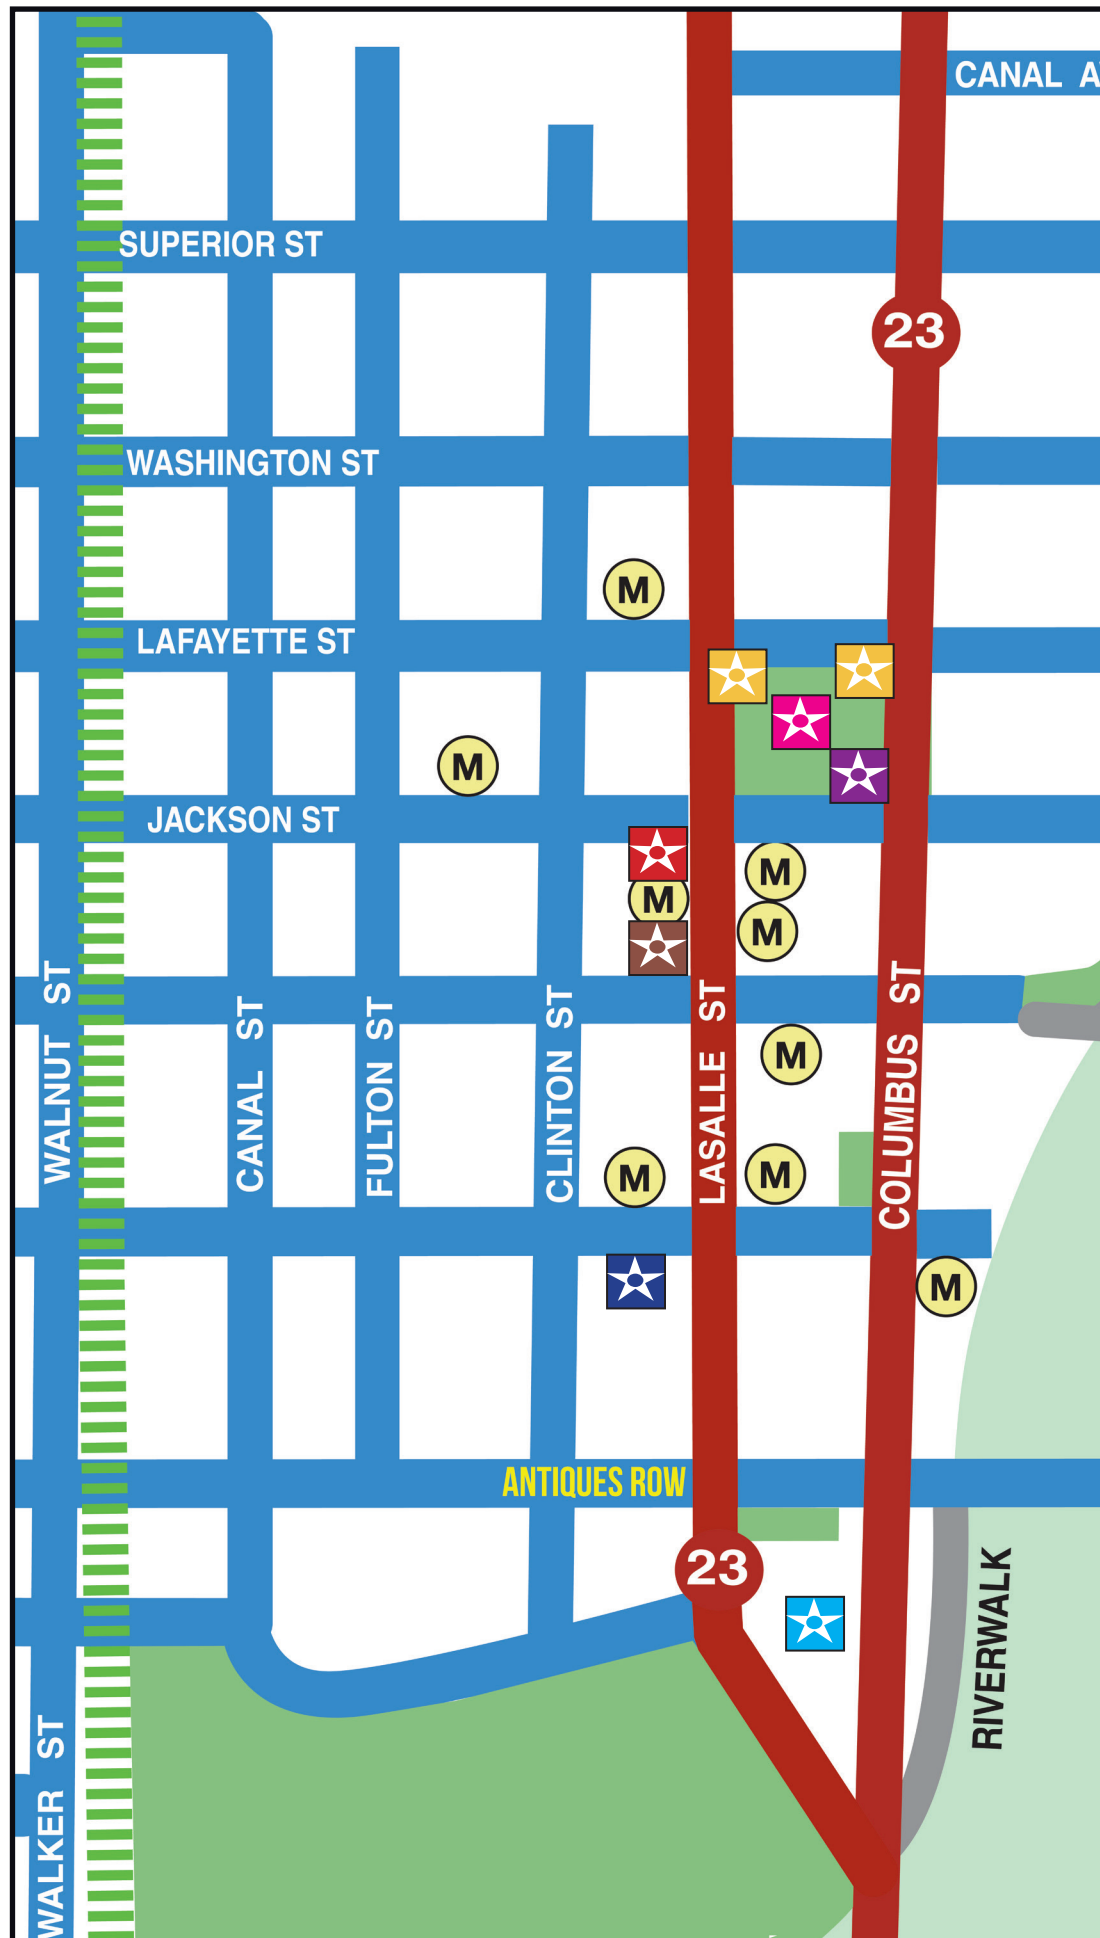 CANAL A
SUPERIOR ST
23
WASHINGTON ST
M
LAFAYETTE ST
M
JACKSON ST
M
M
M
WALNUT ST
CANAL ST
FULTON ST
CLINTON ST
LASALLE ST
COLUMBUS ST
M
M
M
M
ANTIQUES ROW
23
RIVERWALK
WALKER ST